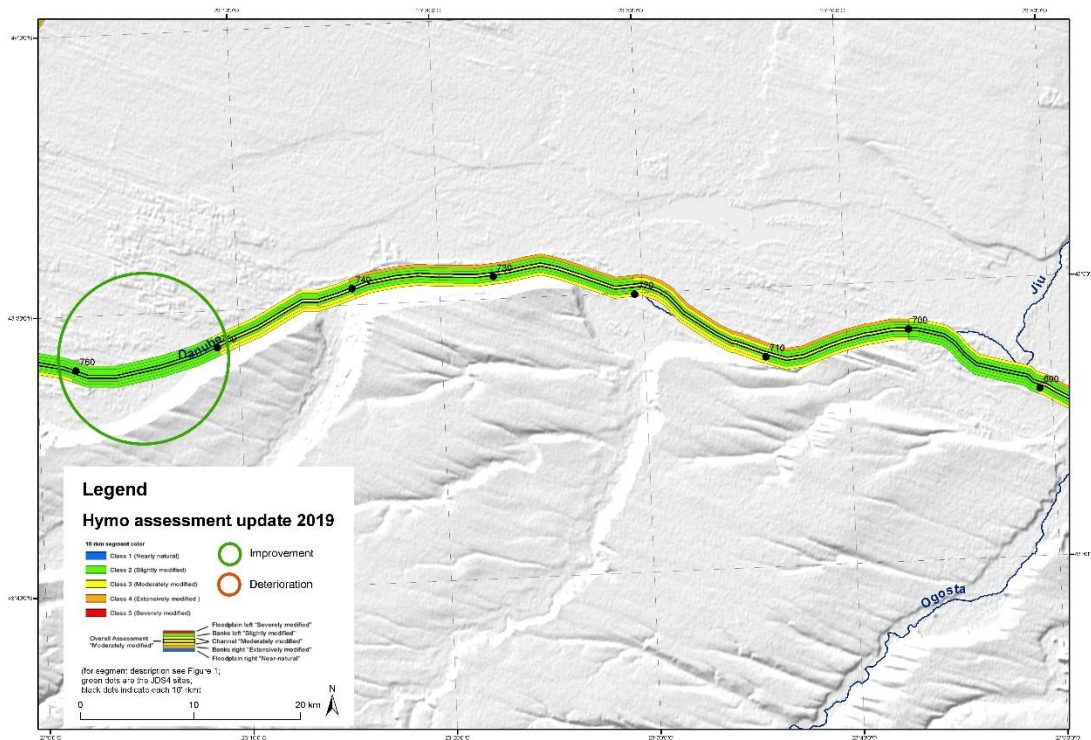 760
Danube
740
730
720
710
700
690
Jiu
Ogosta
Legend
Hymo assessment update 2019
10 rkm segment color
Class 1 (Nearly natural)
Class 2 (Slightly modified)
Class 3 (Moderately modified)
Class 4 (Extensively modified )
Class 5 (Severely modified)
Improvement
Deterioration
Overall Assessment
"Moderately modified"
Floodplain left "Severely modified"
Banks left "Slightly modified"
Channel "Moderately modified"
Banks right "Extensively modified"
Floodplain right "Near-natural"
(for segment description see Figure 1;
green dots are the JDS4 sites;
black dots indicate each 10' rkm)
N
0 10 20 km